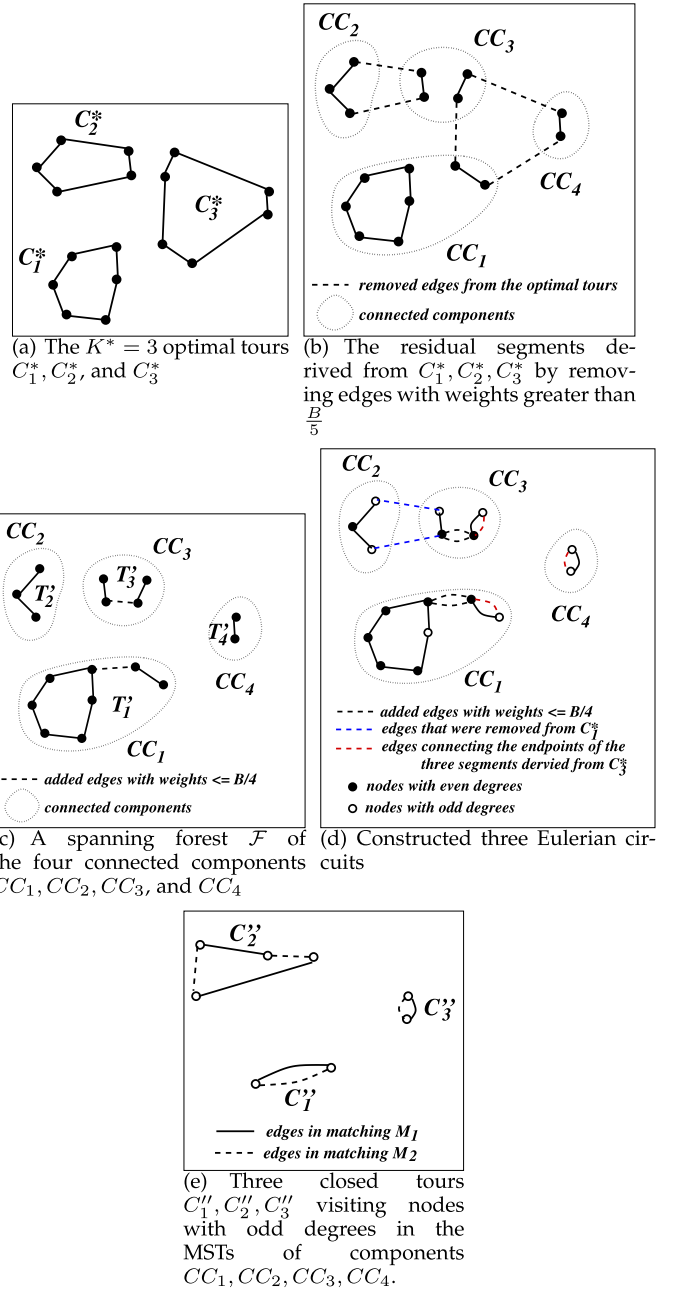 C*2
C*3
C*1
(a) The K* = 3 optimal tours
C*1, C*2, and C*3
CC2
CC3
CC4
CC1
removed edges from the optimal tours
connected components
(b) The residual segments de-
rived from C*1, C*2, C*3 by remov-
ing edges with weights greater than
B/5
CC2
CC3
T'2
T'3
T'4
CC4
T'1
CC1
added edges with weights <= B/4
connected components
c) A spanning forest F of
he four connected components
CC1, CC2, CC3, and CC4
CC2
CC3
CC4
CC1
added edges with weights <= B/4
edges that were removed from C*1
edges connecting the endpoints of the
three segments dervied from C*3
nodes with even degrees
nodes with odd degrees
(d) Constructed three Eulerian cir-
cuits
C''2
C''3
C''1
edges in matching M1
edges in matching M2
(e) Three closed tours
C''1, C''2, C''3 visiting nodes
with odd degrees in the
MSTs of components
CC1, CC2, CC3, CC4.